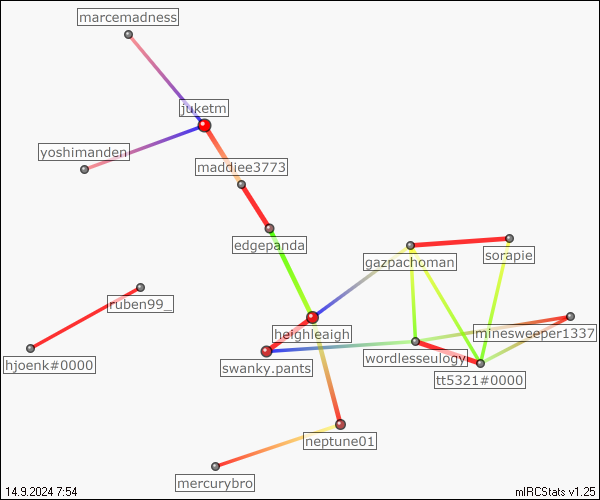 marcemadness
juketm
yoshimanden
maddiee3773
edgepanda
gazpachoman
sorapie
ruben99_
heighleaigh
minesweeper1337
hjoenk#0000
swanky.pants
wordlesseulogy
tt5321#0000
neptune01
mercurybro
14.9.2024 7:54
mIRCStats v1.25